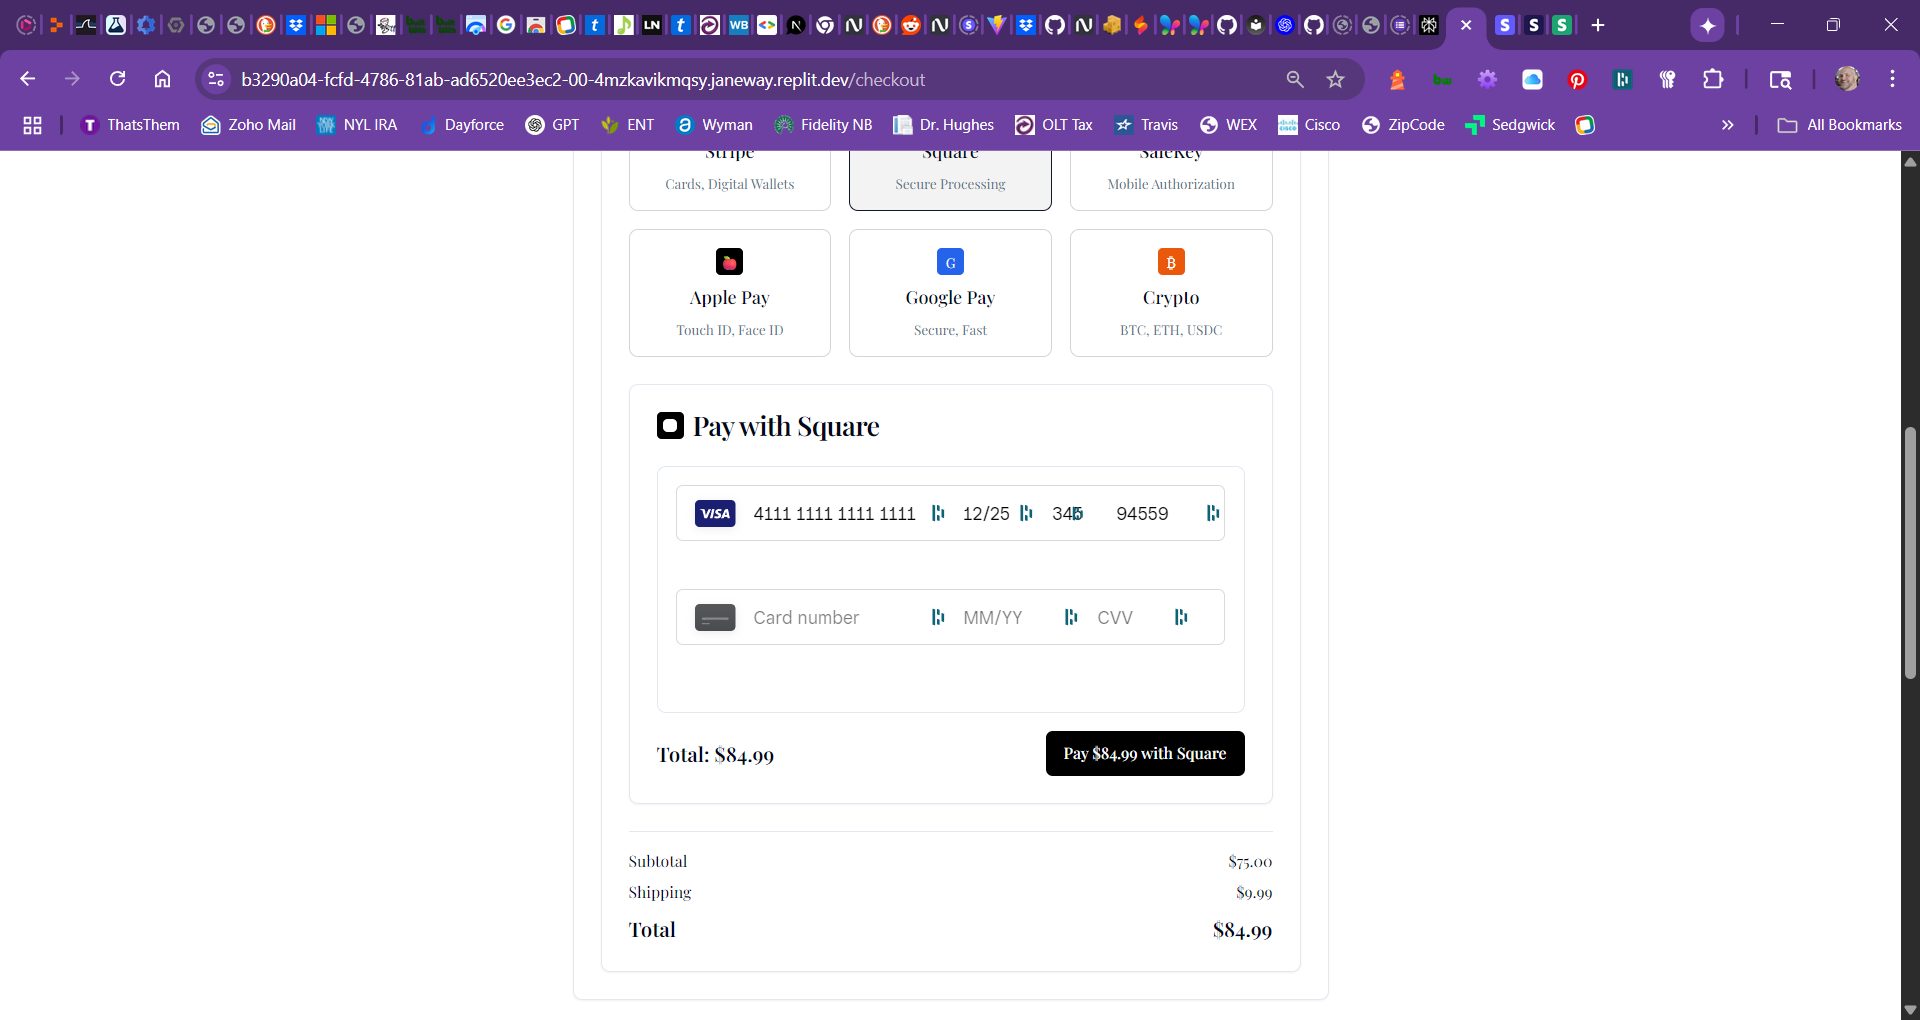 b3290a04-fcfd-4786-81ab-ad6520ee3ec2-00-4mzkavikmqsy.janeway.replit.dev/checkout
ThatsThem Zoho Mail NYL IRA Dayforce GPT ENT Wyman Fidelity NB Dr. Hughes OLT Tax Travis WEX Cisco ZipCode Sedgwick » All Bookmarks
Stripe Square SafeKey
Cards, Digital Wallets Secure Processing Mobile Authorization
G
Apple Pay Google Pay Crypto
Touch ID, Face ID Secure, Fast BTC, ETH, USDC
Pay with Square
VISA 4111 1111 1111 1111 12/25 345 94559
Card number MM/YY CVV
Total: $84.99 Pay $84.99 with Square
Subtotal $75.00
Shipping $9.99
Total $84.99